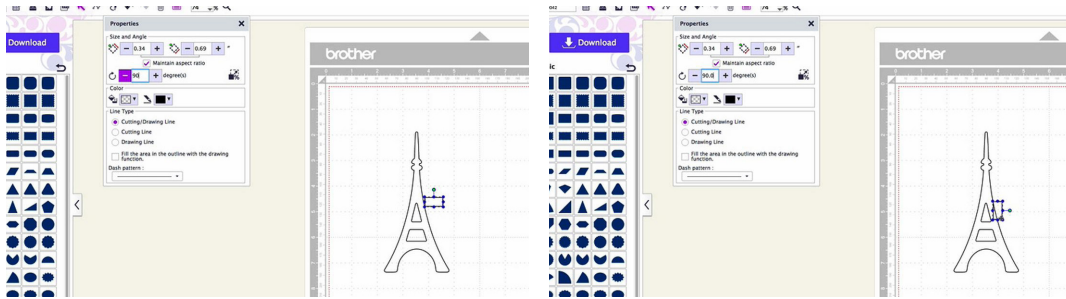 74
%
Properties
Size and Angle
0.34
0.69
"
Maintain aspect ratio
90
degree(s)
Color
Line Type
Cutting/Drawing Line
Cutting Line
Drawing Line
Fill the area in the outline with the drawing
function.
Dash pattern :
Download
brother
74
%
Properties
Size and Angle
0.34
0.69
"
Maintain aspect ratio
90.0
degree(s)
Color
Line Type
Cutting/Drawing Line
Cutting Line
Drawing Line
Fill the area in the outline with the drawing
function.
Dash pattern :
Download
ic
brother